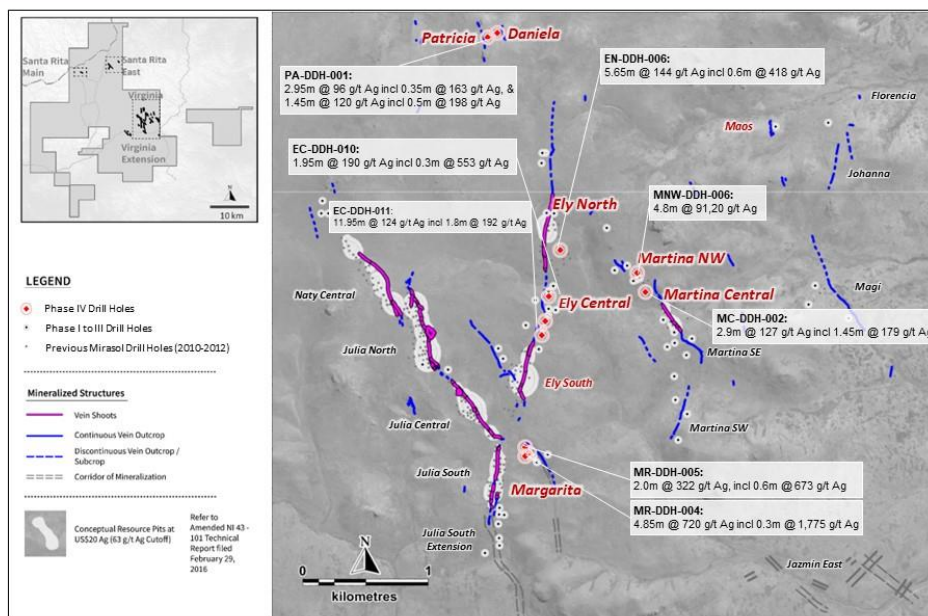 Santa Rita
Main
Santa Rita
East
Virginia
Virginia
Extension
N
10 km
LEGEND
Phase IV Drill Holes
Phase I to III Drill Holes
Previous Mirasol Drill Holes (2010-2012)
Mineralized Structures
Vein Shoots
Continuous Vein Outcrop
Discontinuous Vein Outcrop /
Subcrop
Corridor of Mineralization
Conceptual Resource Pits at
US$20 Ag (63 g/t Ag Cutoff)
Refer to
Amended NI 43 -
101 Technical
Report filed
February 29,
2016
Patricia
Daniela
PA-DDH-001:
2.95m @ 96 g/t Ag incl 0.35m @ 163 g/t Ag, &
1.45m @ 120 g/t Ag incl 0.5m @ 198 g/t Ag
EN-DDH-006:
5.65m @ 144 g/t Ag incl 0.6m @ 418 g/t Ag
Florencia
Maos
Johanna
EC-DDH-010:
1.95m @ 190 g/t Ag incl 0.3m @ 553 g/t Ag
MNW-DDH-006:
4.8m @ 91,20 g/t Ag
EC-DDH-011:
11.95m @ 124 g/t Ag incl 1.8m @ 192 g/t Ag
Ely North
Martina NW
Naty Central
Ely Central
Martina Central
Magi
MC-DDH-002:
2.9m @ 127 g/t Ag incl 1.45m @ 179 g/t Ag
Julia North
Martina SE
Ely South
Julia Central
Martina SW
Julia South
Margarita
MR-DDH-005:
2.0m @ 322 g/t Ag, incl 0.6m @ 673 g/t Ag
MR-DDH-004:
4.85m @ 720 g/t Ag incl 0.3m @ 1,775 g/t Ag
Julia South
Extension
Jazmin East
N
0 1
kilometres